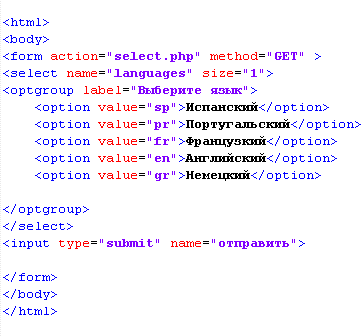 <html>
<body>
<form action="select.php" method="GET" >
<select name="languages" size="1">
<optgroup label="Выберите язык">
<option value="sp">Испанский</option>
<option value="pr">Португальский</option>
<option value="fr">Французкий</option>
<option value="en">Английский</option>
<option value="gr">Немецкий</option>
</optgroup>
</select>
<input type="submit" name="отправить">
</form>
</body>
</html>